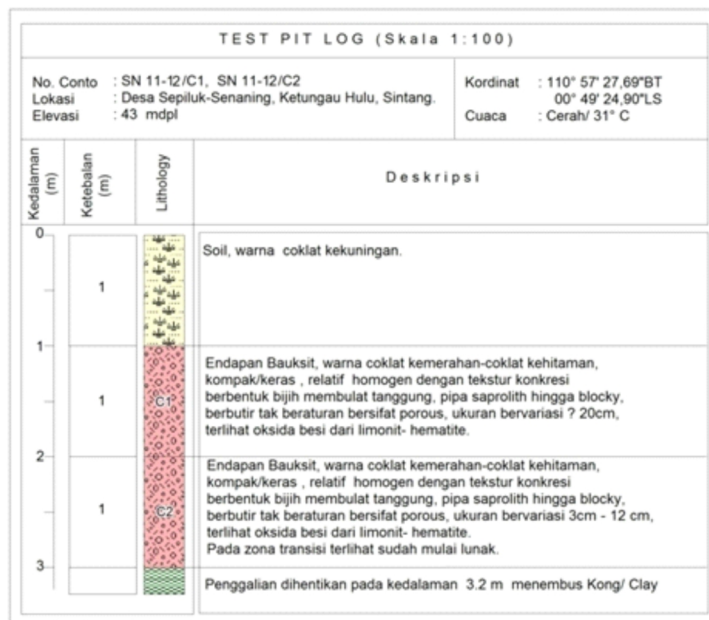 TEST PIT LOG (Skala 1:100)
No. Conto : SN 11-12/C1, SN 11-12/C2
Lokasi : Desa Sepiluk-Senaning, Ketungau Hulu, Sintang.
Elevasi : 43 mdpl
Kordinat : 110° 57' 27,69"BT
00° 49' 24,90"LS
Cuaca : Cerah/ 31° C
Kedalaman (m)
Ketebalan (m)
Lithology
Deskripsi
0
1
Soil, warna coklat kekuningan.
1
1
C1
Endapan Bauksit, warna coklat kemerahan-coklat kehitaman,
kompak/keras , relatif homogen dengan tekstur konkresi
berbentuk bijih membulat tanggung, pipa saprolith hingga blocky,
berbutir tak beraturan bersifat porous, ukuran bervariasi ? 20cm,
terlihat oksida besi dari limonit- hematite.
2
1
C2
Endapan Bauksit, warna coklat kemerahan-coklat kehitaman,
kompak/keras , relatif homogen dengan tekstur konkresi
berbentuk bijih membulat tanggung, pipa saprolith hingga blocky,
berbutir tak beraturan bersifat porous, ukuran bervariasi 3cm - 12 cm,
terlihat oksida besi dari limonit- hematite.
Pada zona transisi terlihat sudah mulai lunak.
3
Penggalian dihentikan pada kedalaman 3.2 m menembus Kong/ Clay